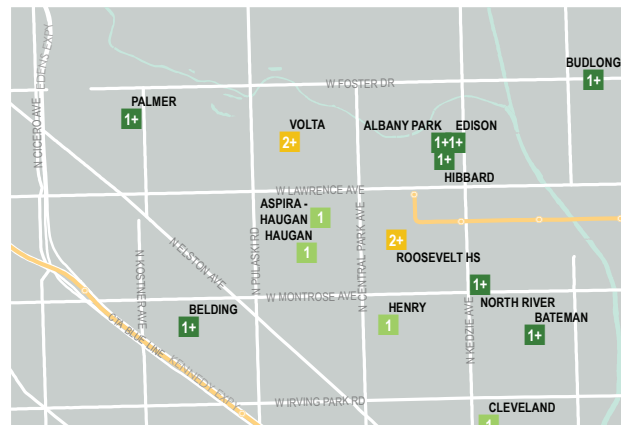 BUDLONG
1+
W FOSTER DR
N CICERO AVE
EDENS EXPY
PALMER
1+
VOLTA
2+
ALBANY PARK
EDISON
1+
1+
1+
HIBBARD
W LAWRENCE AVE
ASPIRA -
HAUGAN
1
HAUGAN
1
2+
ROOSEVELT HS
N ELSTON AVE
N PULASKI RD
N CENTRAL PARK AVE
N KOSTNER AVE
W MONTROSE AVE
1+
NORTH RIVER
BELDING
1+
HENRY
1
N KEDZIE AVE
BATEMAN
1+
CTA BLUE LINE
KENNEDY EXPY
W IRVING PARK RD
CLEVELAND
1